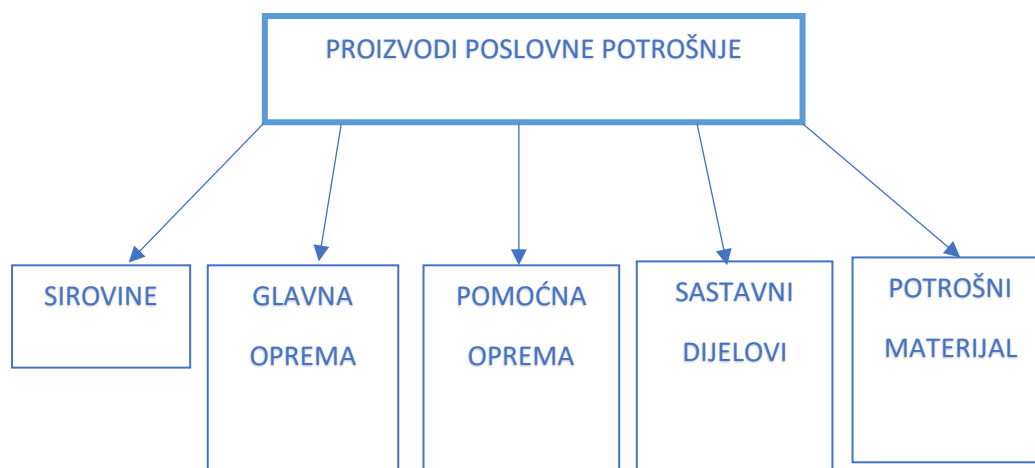 PROIZVODI POSLOVNE POTROŠNJE
SIROVINE
GLAVNA
OPREMA
POMOĆNA
OPREMA
SASTAVNI
DIJELOVI
POTROŠNI
MATERIJAL